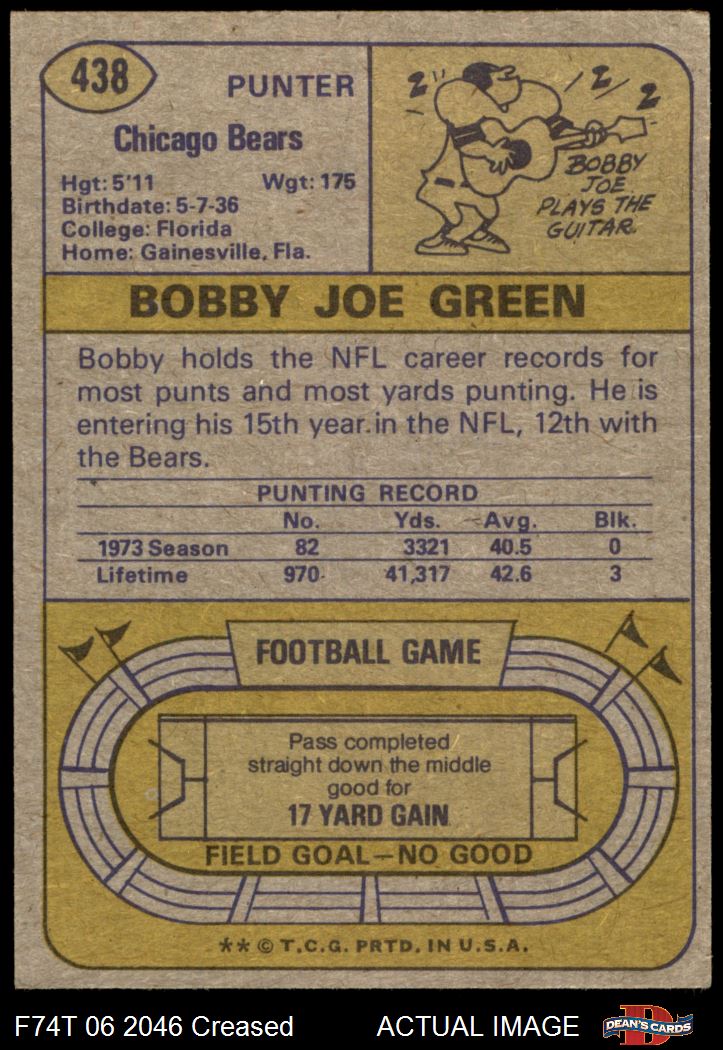 438
PUNTER
Chicago Bears
Hgt: 5'11 Wgt: 175
Birthdate: 5-7-36
College: Florida
Home: Gainesville, Fla.
BOBBY
JOE
PLAYS THE
GUITAR.
BOBBY JOE GREEN
Bobby holds the NFL career records for
most punts and most yards punting. He is
entering his 15th year in the NFL, 12th with
the Bears.
PUNTING RECORD
No. Yds. Avg. Blk.
1973 Season 82 3321 40.5 0
Lifetime 970 41,317 42.6 3
FOOTBALL GAME
Pass completed
straight down the middle
good for
17 YARD GAIN
FIELD GOAL—NO GOOD
** © T.C.G. PRTD. IN U.S.A.
F74T 06 2046 Creased ACTUAL IMAGE
D
DEAN'S CARDS